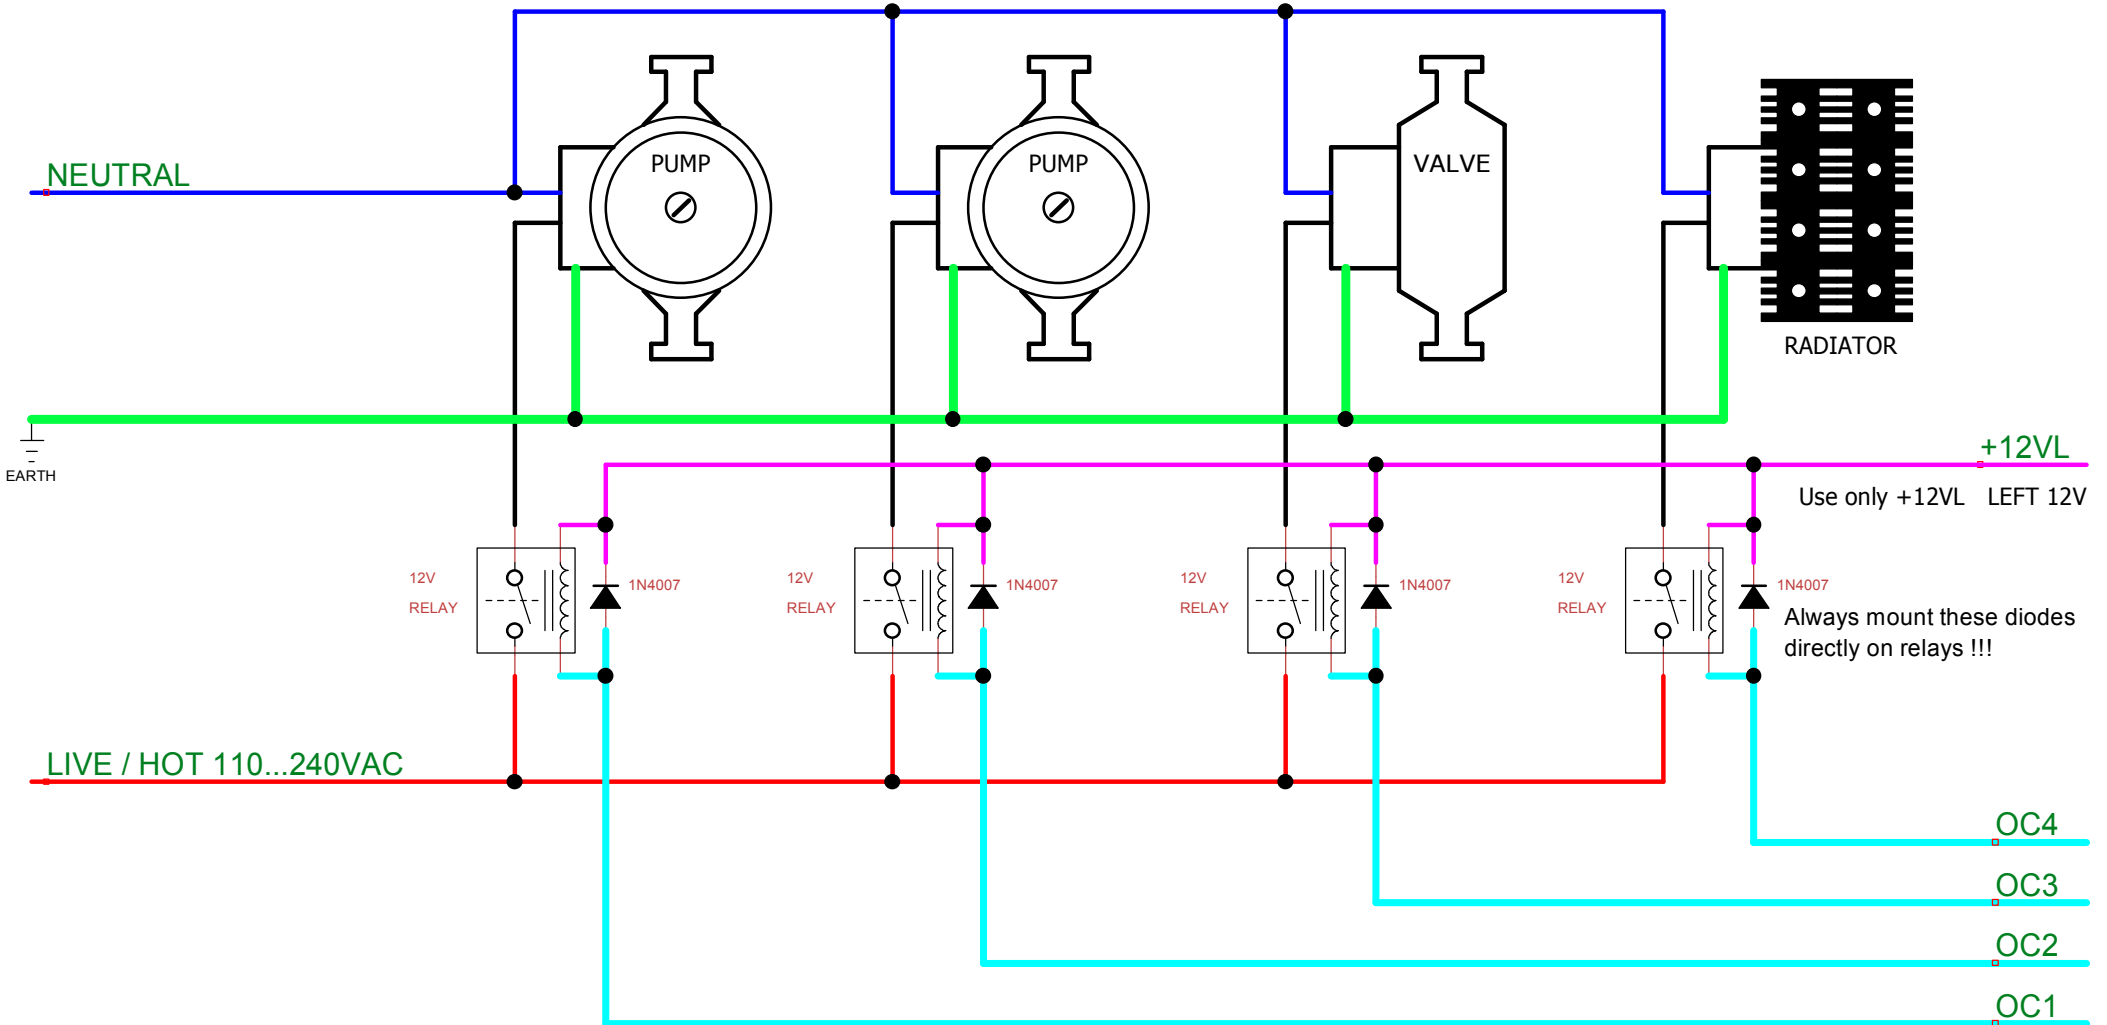 PUMP
PUMP
VALVE
NEUTRAL
RADIATOR
EARTH
+12VL
Use only +12VL LEFT 12V
12V
RELAY
1N4007
12V
RELAY
1N4007
12V
RELAY
1N4007
12V
RELAY
1N4007
Always mount these diodes
directly on relays !!!
LIVE / HOT 110...240VAC
OC4
OC3
OC2
OC1